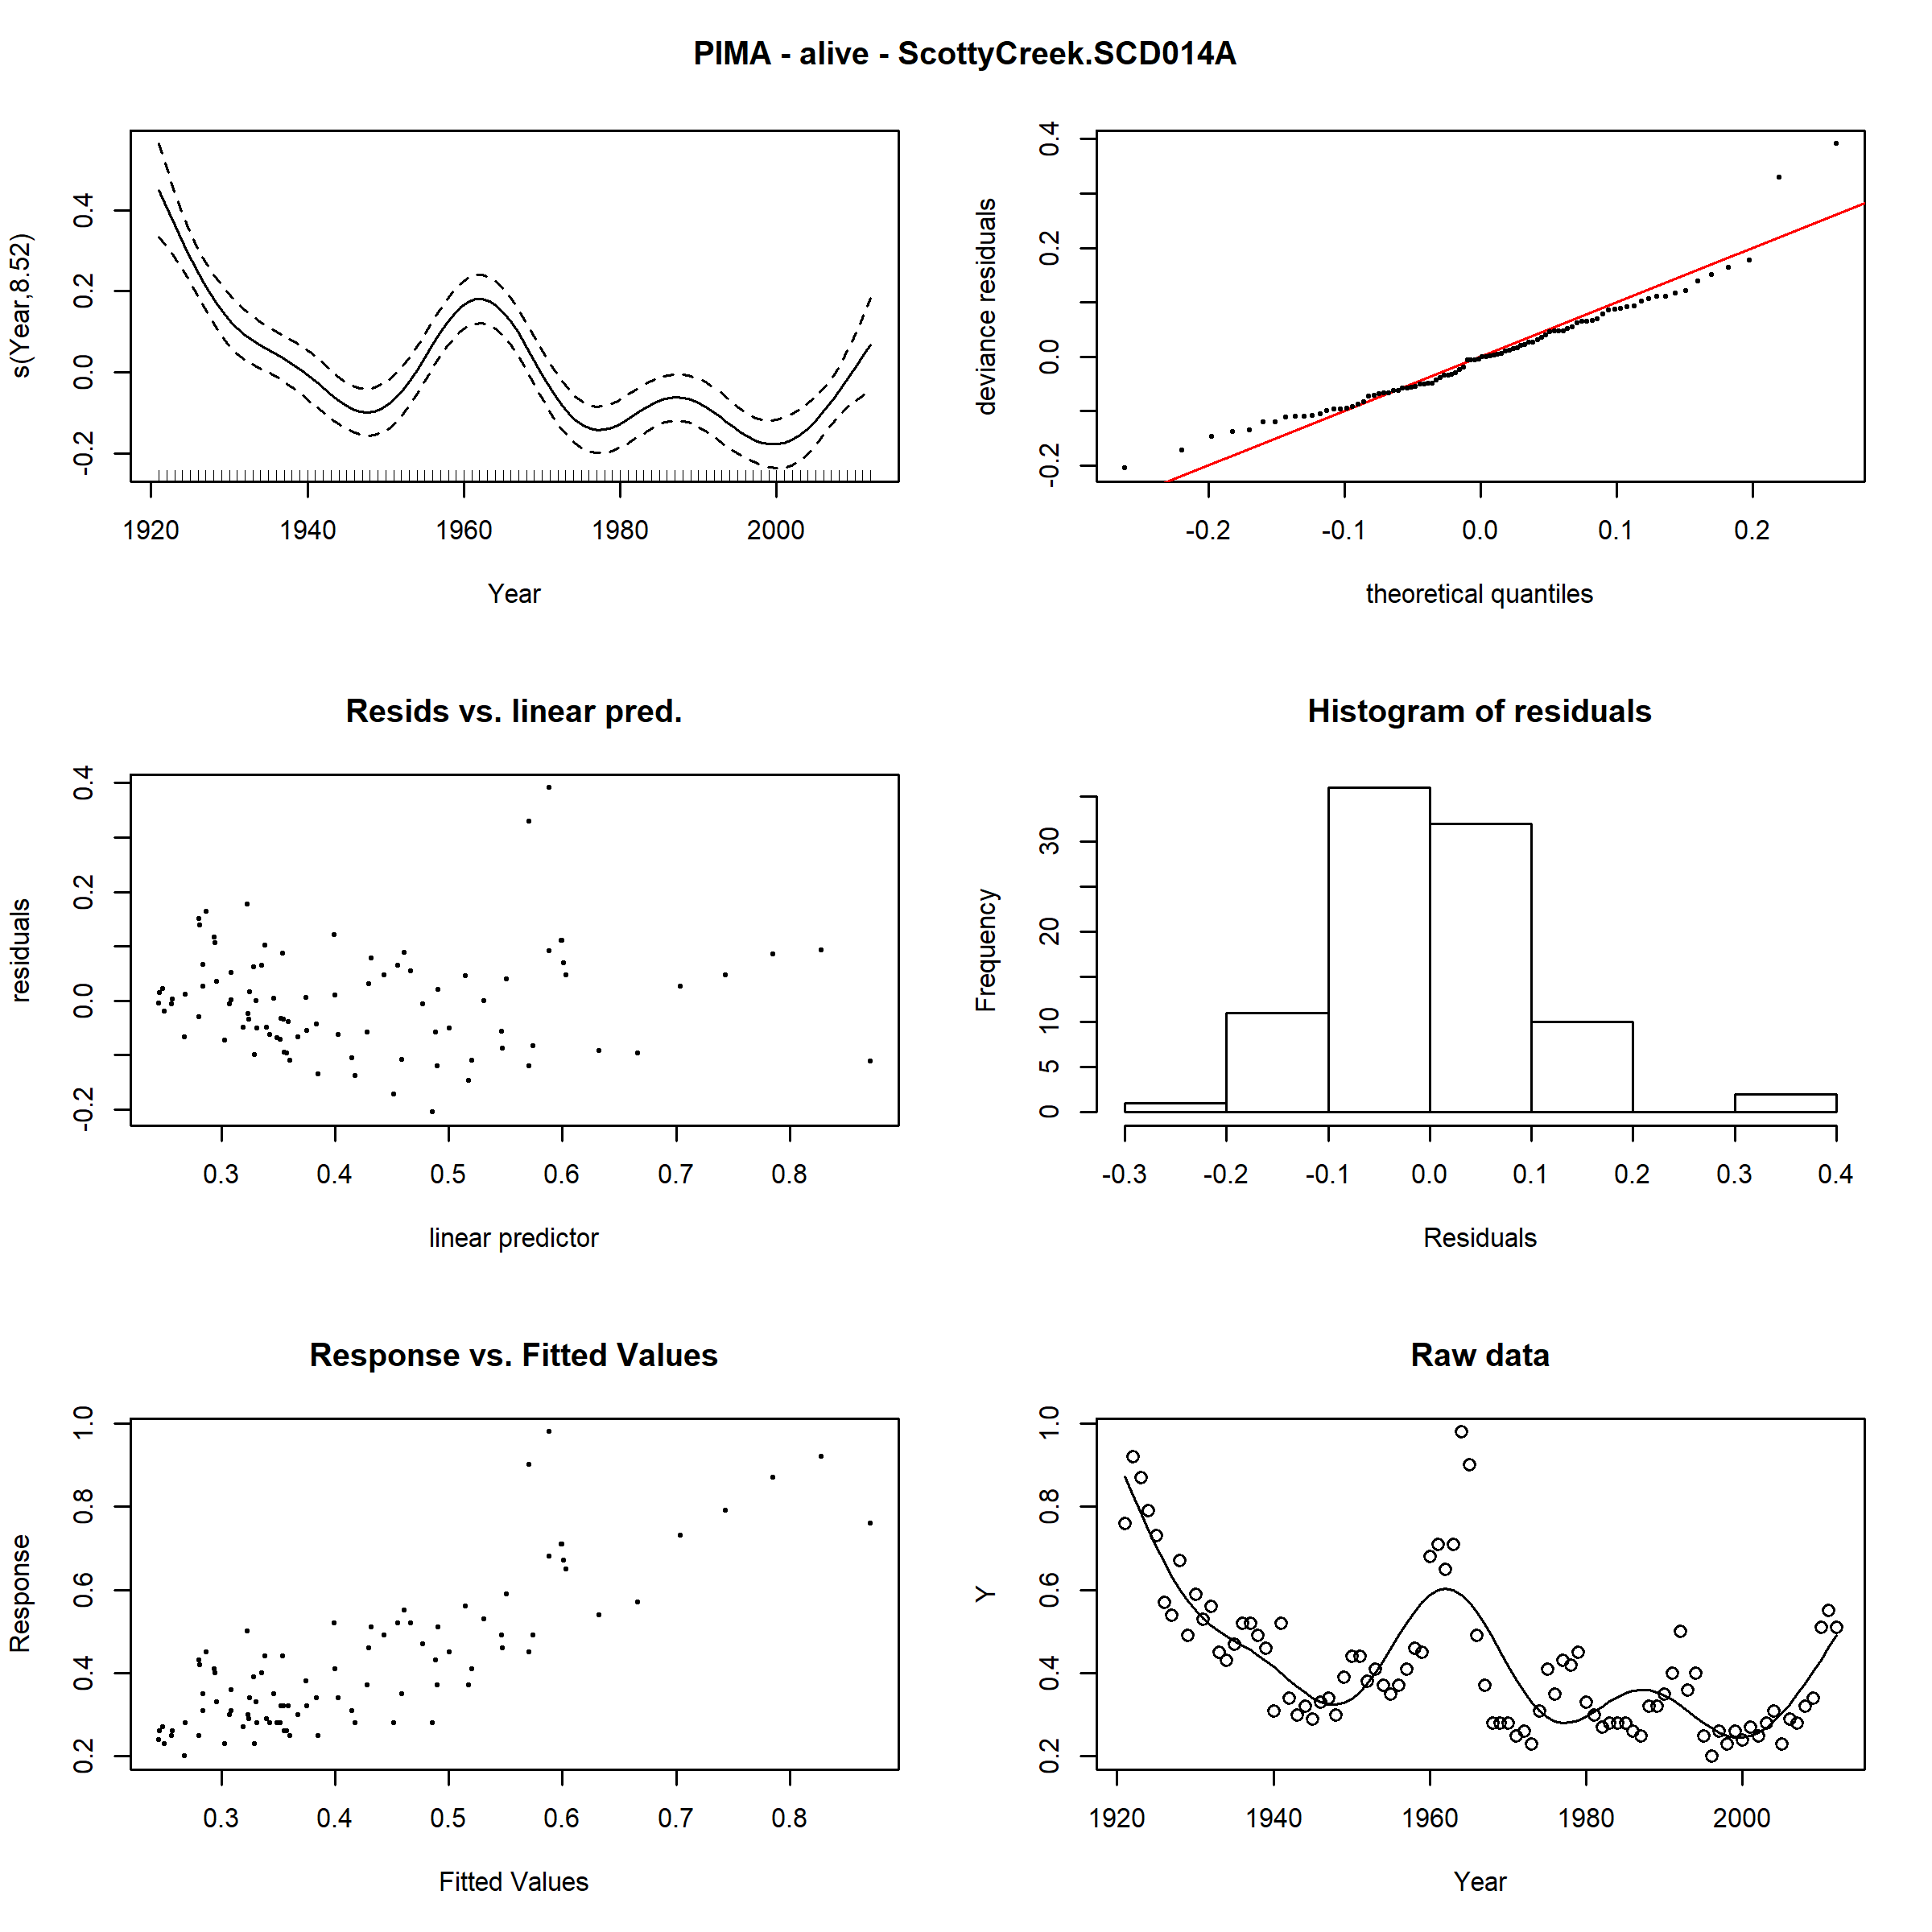 PIMA - alive - ScottyCreek.SCD014A
s(Year,8.52)
-0.2 0.0 0.2 0.4
1920 1940 1960 1980 2000
Year
deviance residuals
-0.2 0.0 0.2 0.4
-0.2 -0.1 0.0 0.1 0.2
theoretical quantiles
Resids vs. linear pred.
residuals
-0.2 0.0 0.2 0.4
0.3 0.4 0.5 0.6 0.7 0.8
linear predictor
Histogram of residuals
Frequency
0 5 10 20 30
-0.3 -0.2 -0.1 0.0 0.1 0.2 0.3 0.4
Residuals
Response vs. Fitted Values
Response
0.2 0.4 0.6 0.8 1.0
0.3 0.4 0.5 0.6 0.7 0.8
Fitted Values
Raw data
Y
0.2 0.4 0.6 0.8 1.0
1920 1940 1960 1980 2000
Year